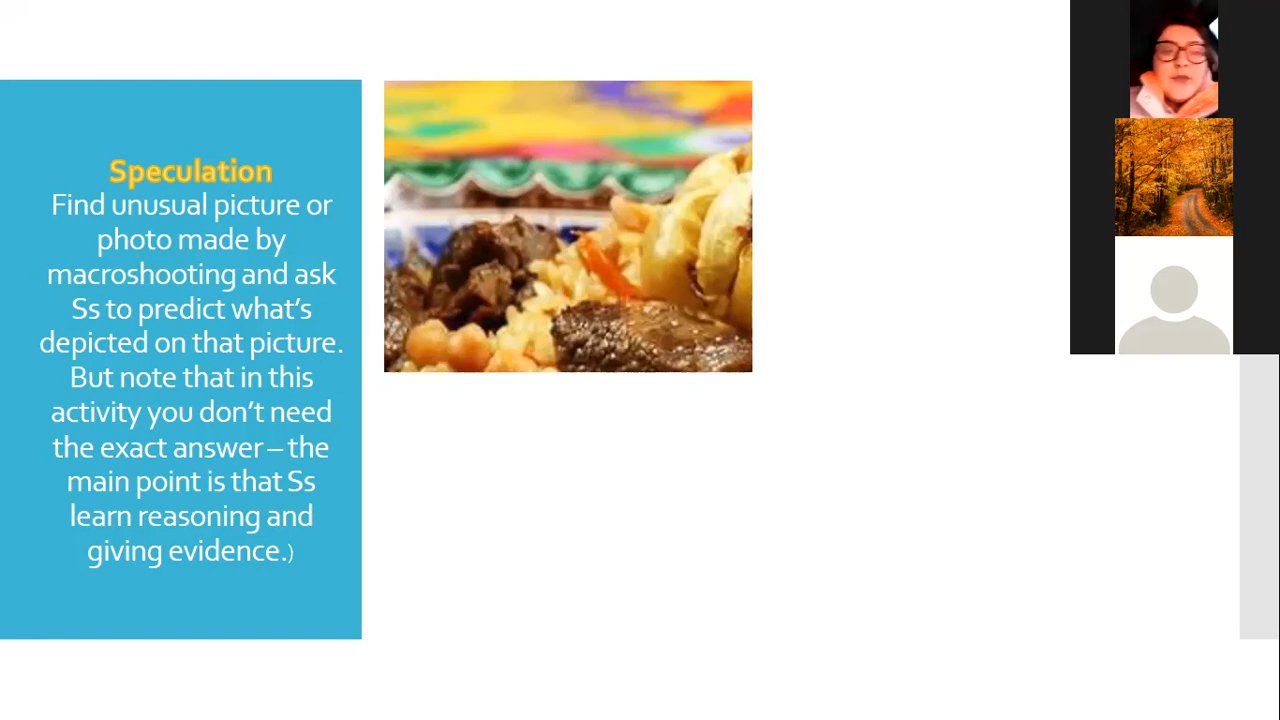 Speculation
Find unusual picture or
photo made by
macroshooting and ask
Ss to predict what's
depicted on that picture.
But note that in this
activity you don't need
the exact answer – the
main point is that Ss
learn reasoning and
giving evidence.)